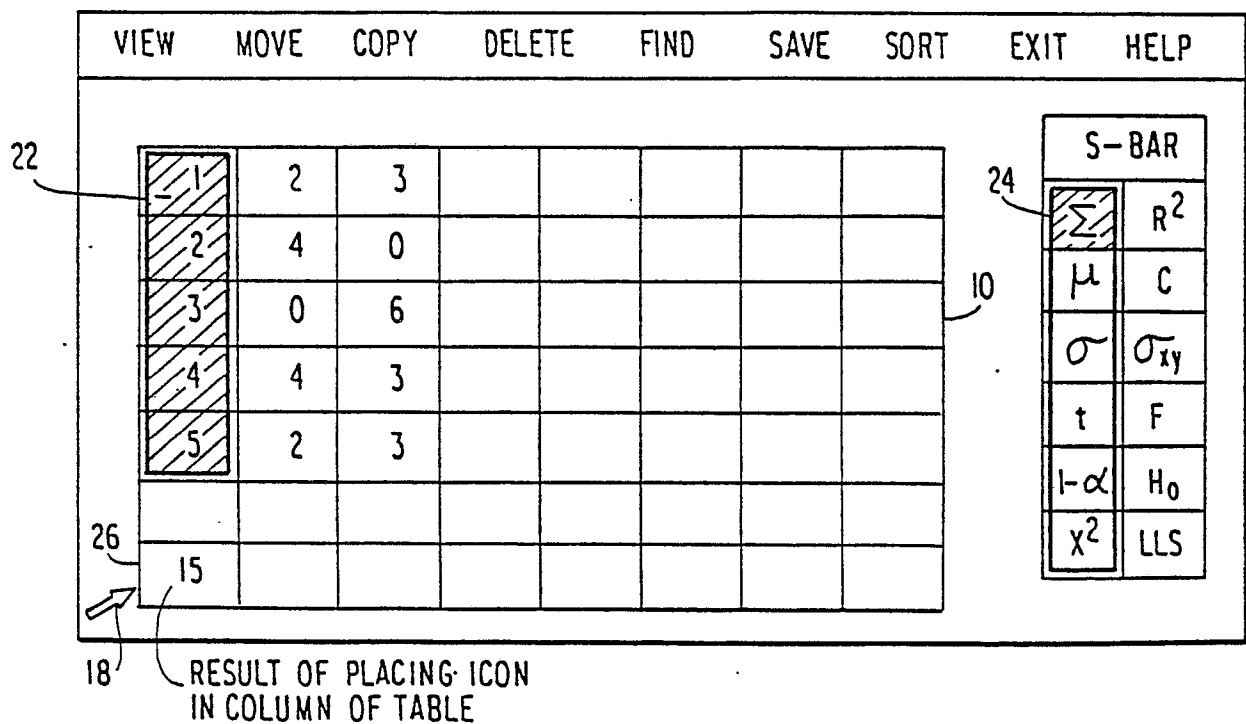 VIEW MOVE COPY DELETE FIND SAVE SORT EXIT HELP
S-BAR
22
1 2 3
24
Σ R²
2 4 0
μ C
10
3 0 6
σ σxy
4 4 3
t F
5 2 3
1-α H₀
26
X² LLS
15
18
RESULT OF PLACING ICON
IN COLUMN OF TABLE